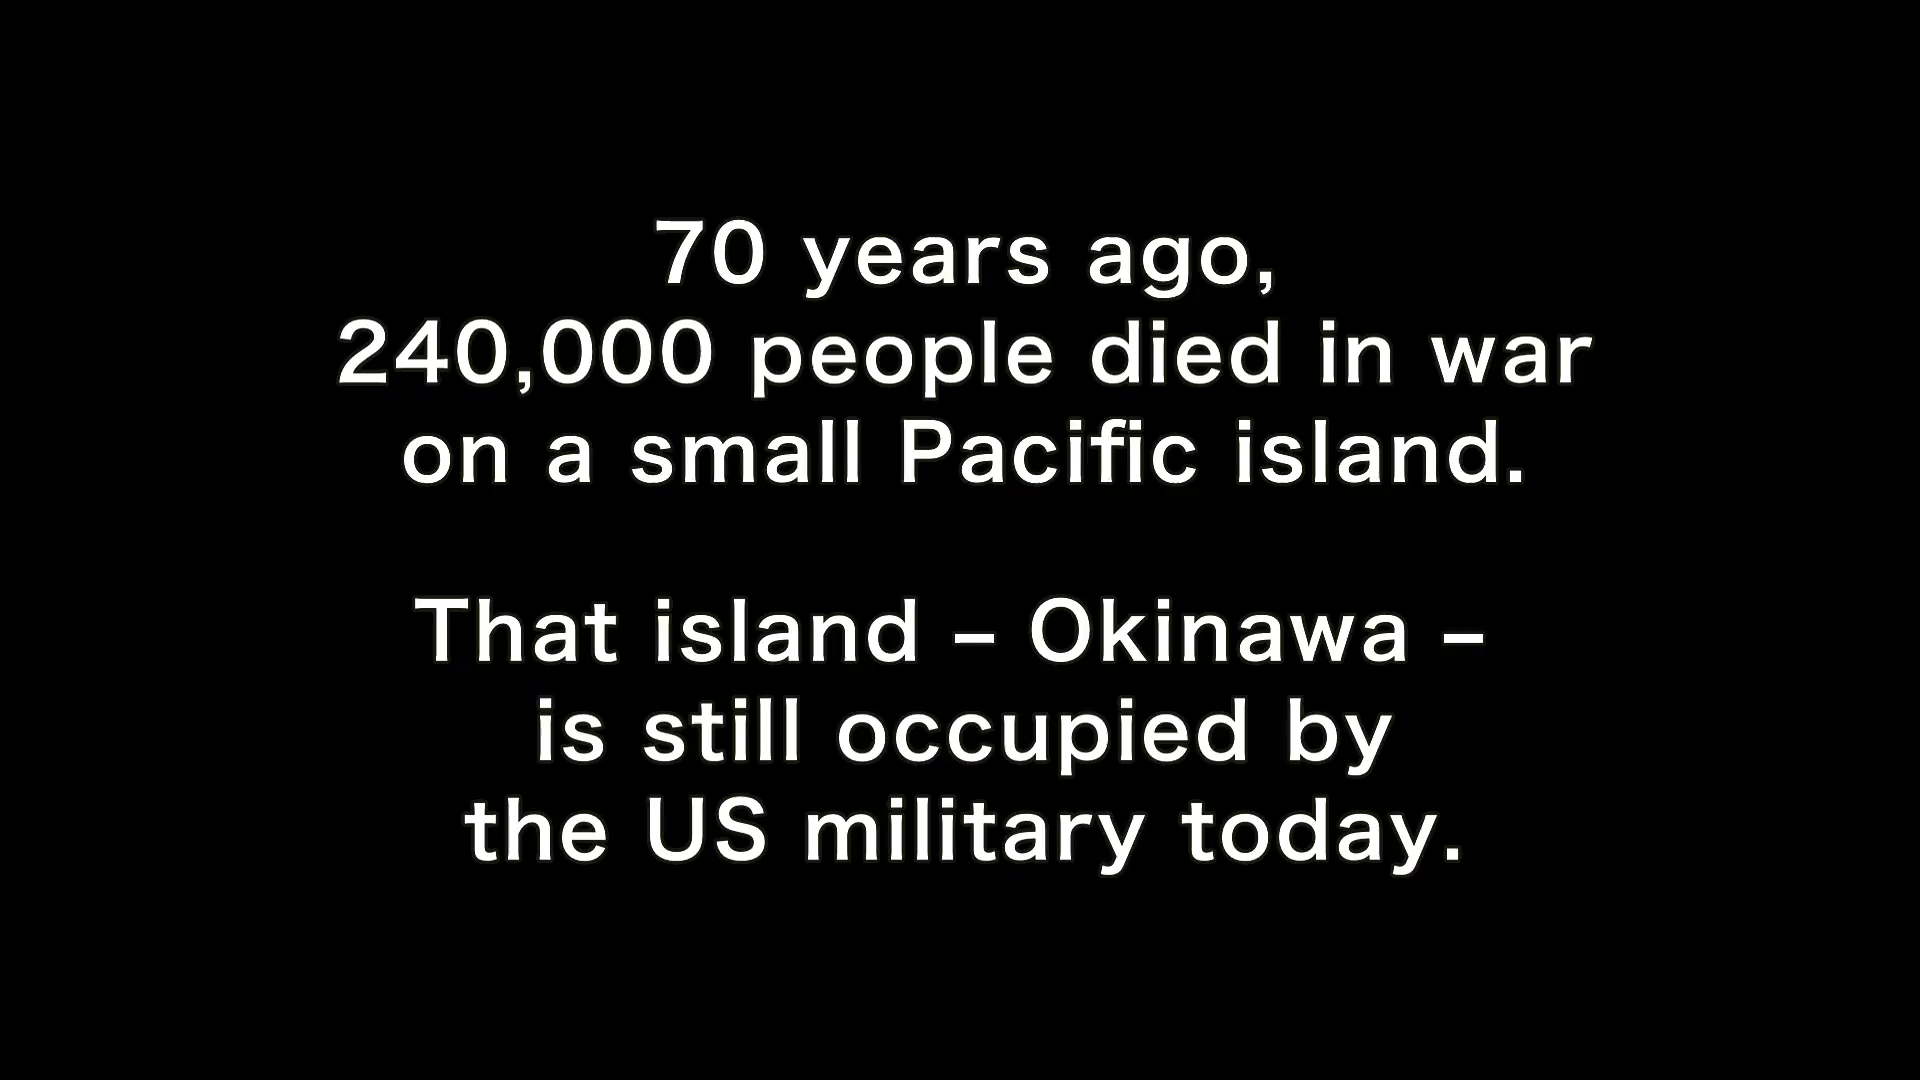 70 years ago,
240,000 people died in war
on a small Pacific island.
That island – Okinawa –
is still occupied by
the US military today.